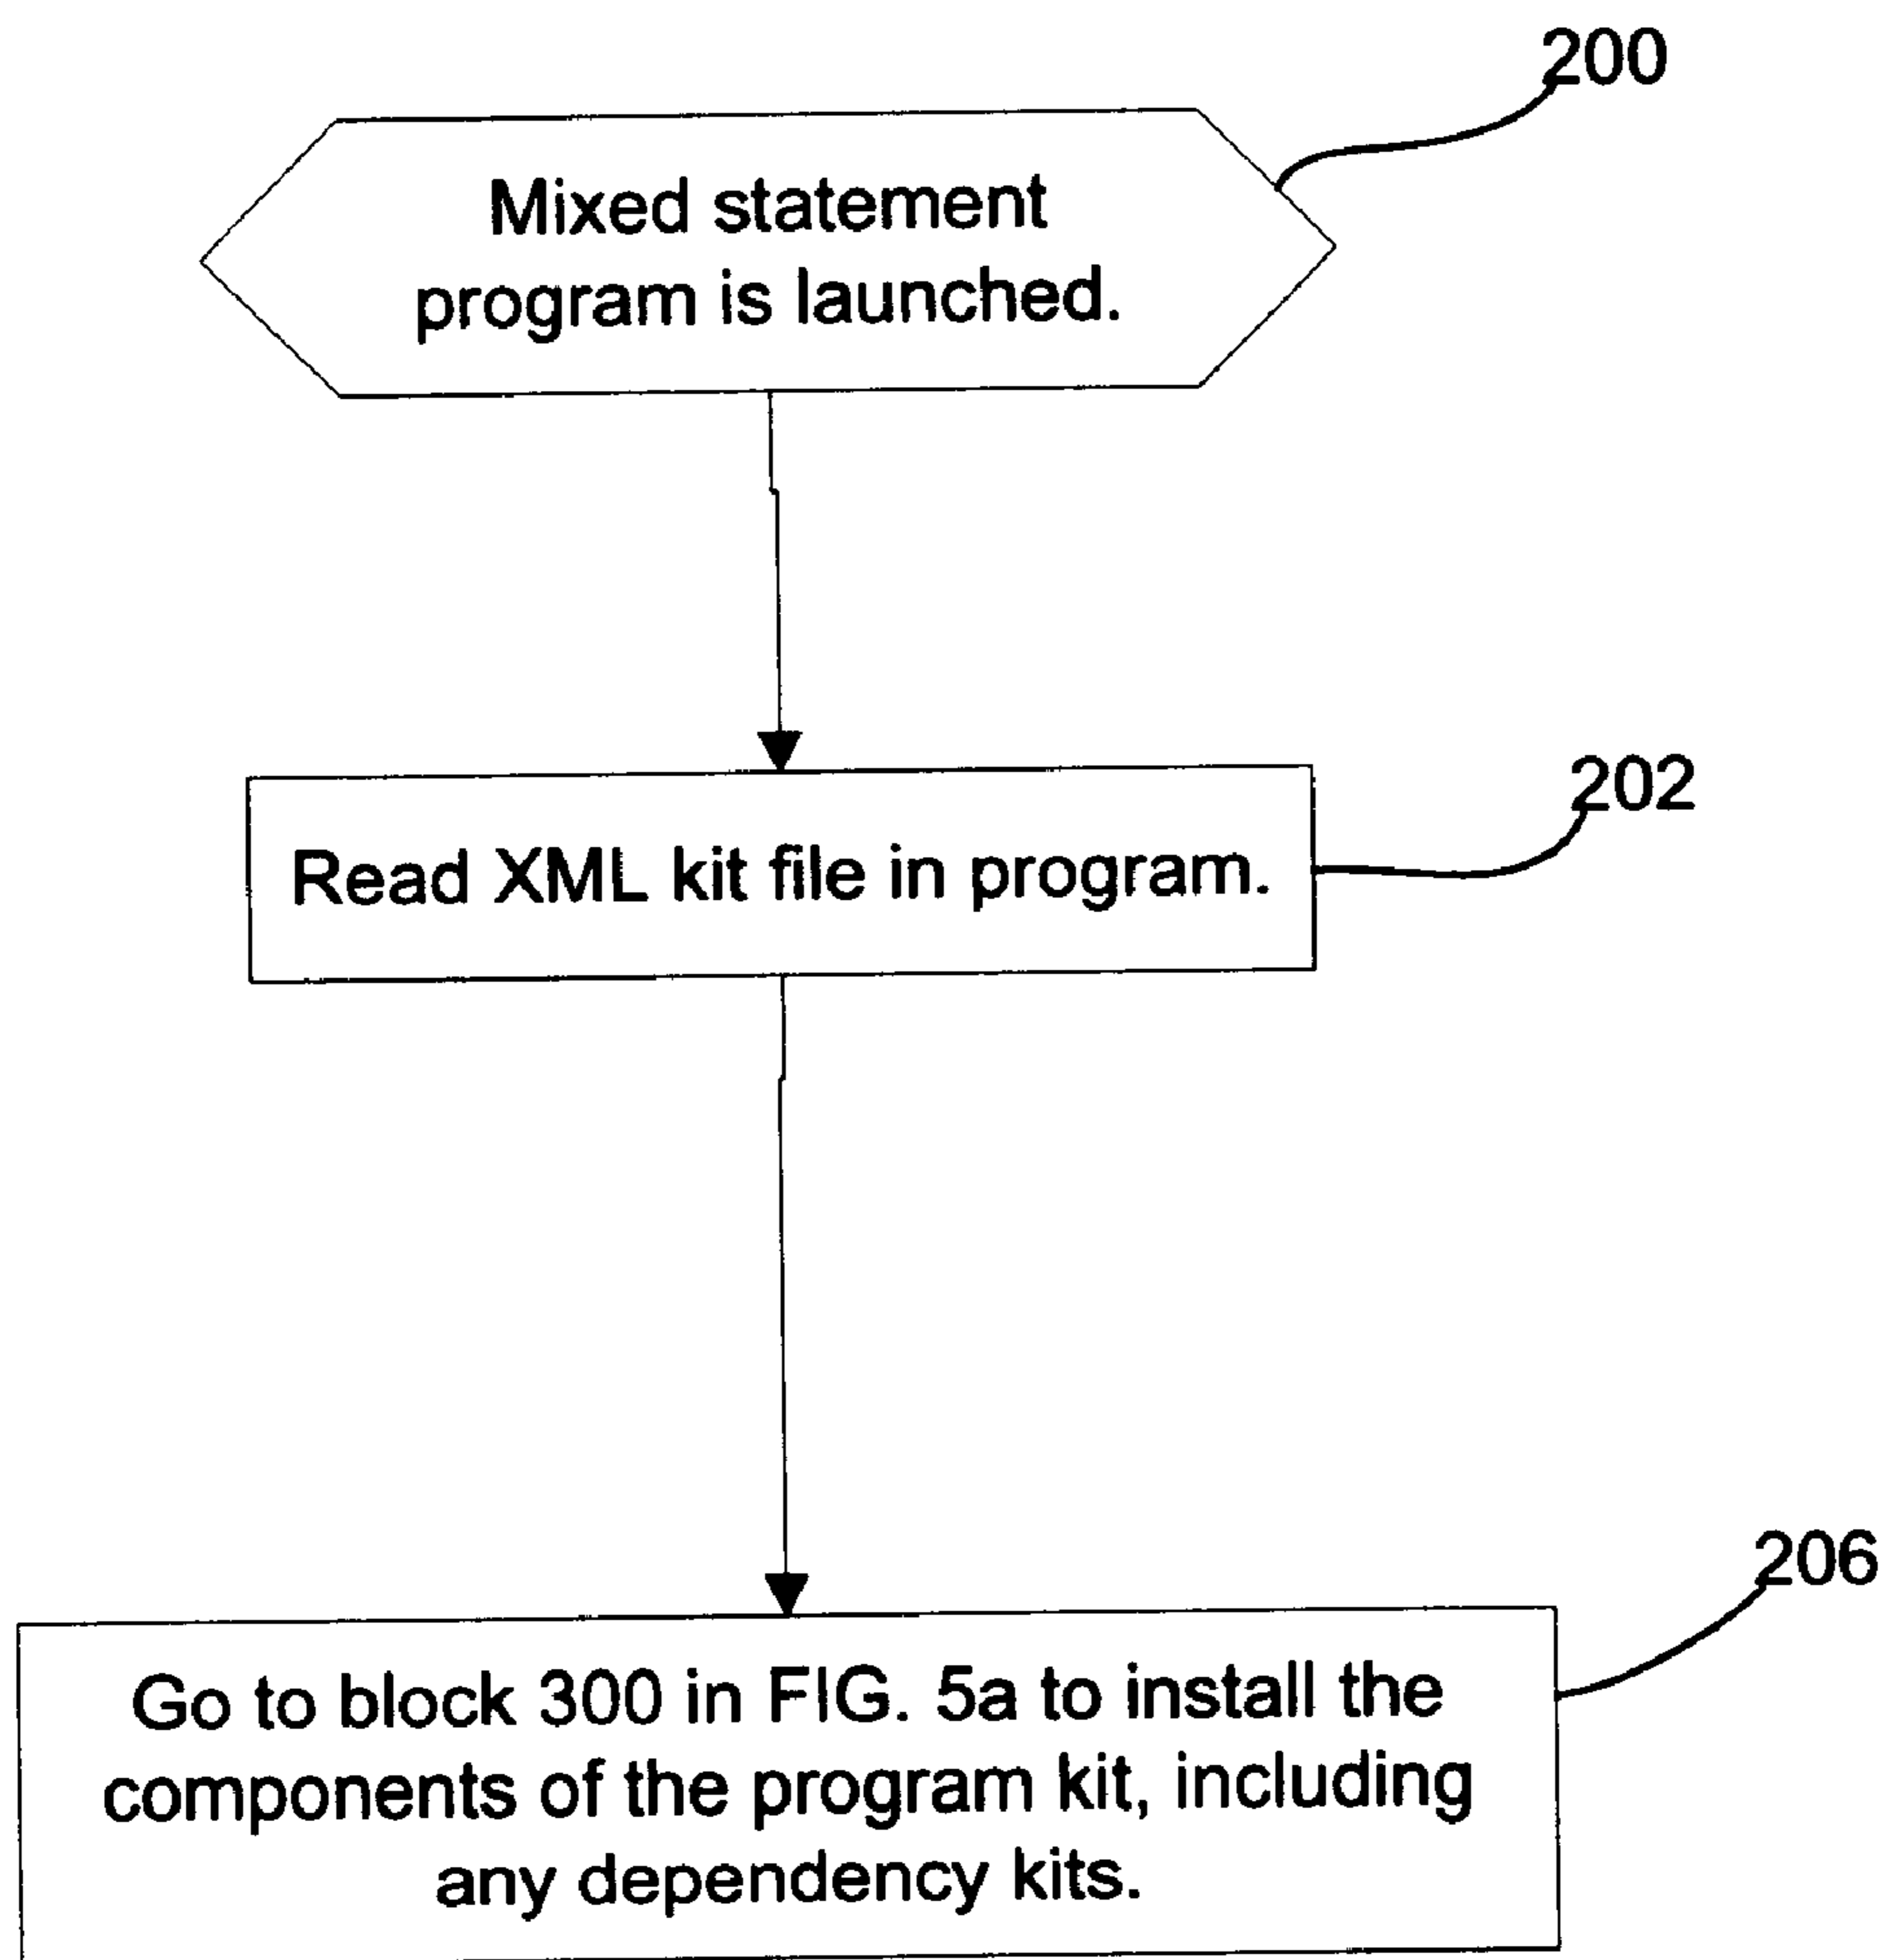 200
Mixed statement
program is launched.
202
Read XML kit file in program.
206
Go to block 300 in FIG. 5a to install the
components of the program kit, including
any dependency kits.